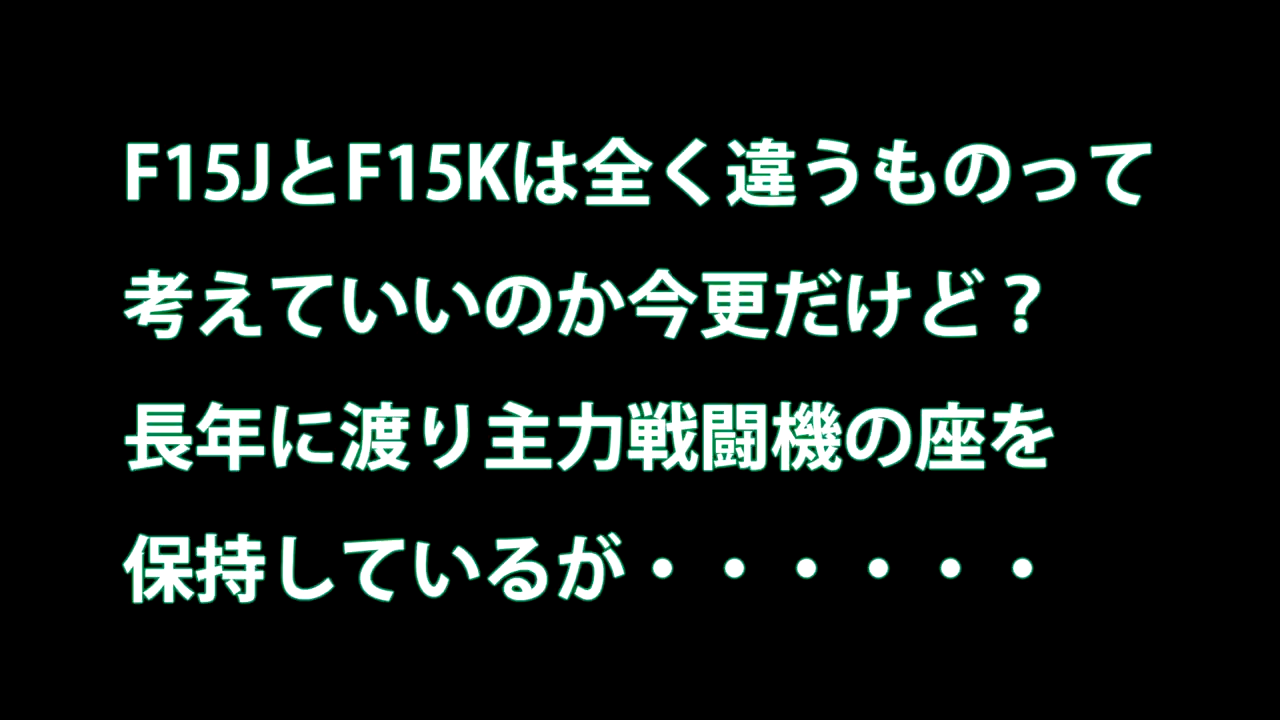 F15JとF15Kは全く違うものって
考えていいのか今更だけど？
長年に渡り主力戦闘機の座を
保持しているが・・・・・・